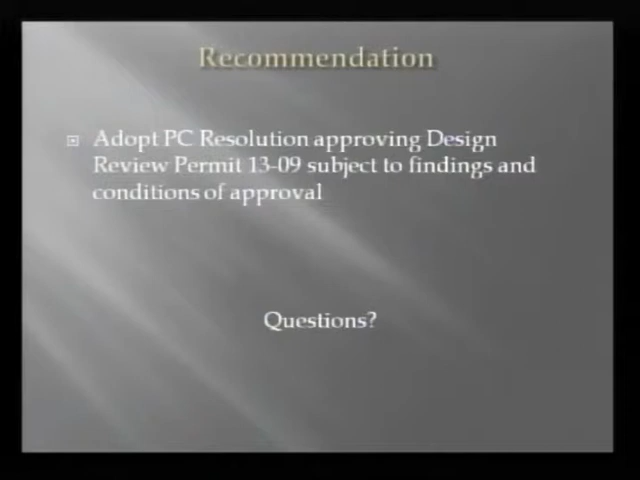 Recommendation
Adopt PC Resolution approving Design
Review Permit 13-09 subject to findings and
conditions of approval
Questions?